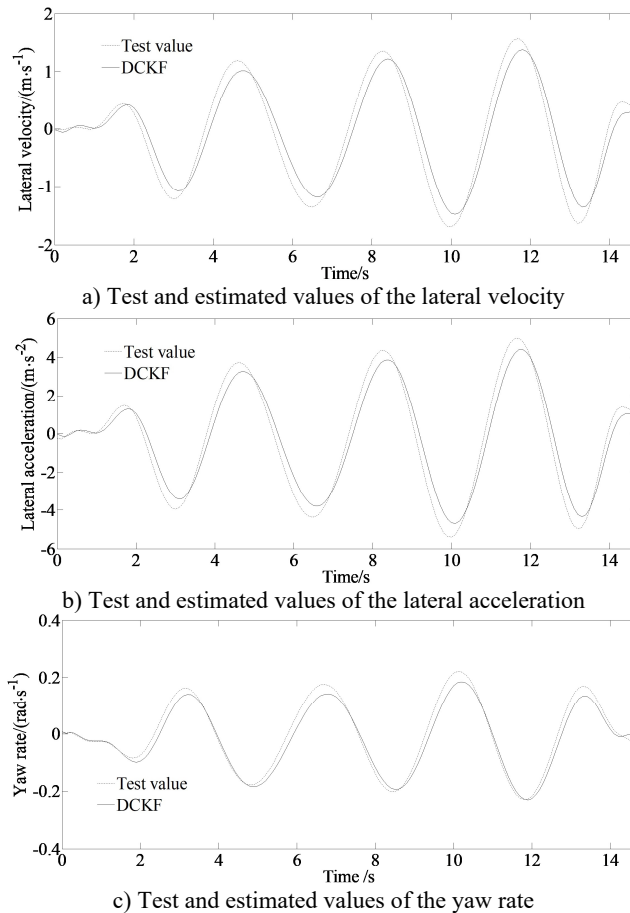 2
Test value
DCKF
1
0
-1
-2
Lateral velocity/(m·s⁻¹)
0 2 4 6 8 10 12 14
Time/s
a) Test and estimated values of the lateral velocity
6
Test value
DCKF
4
2
0
-2
-4
-6
Lateral acceleration/(m·s⁻²)
0 2 4 6 8 10 12 14
Time/s
b) Test and estimated values of the lateral acceleration
0.4
0.2
0
-0.2
-0.4
Yaw rate/(rad·s⁻¹)
Test value
DCKF
0 2 4 6 8 10 12 14
Time /s
c) Test and estimated values of the yaw rate